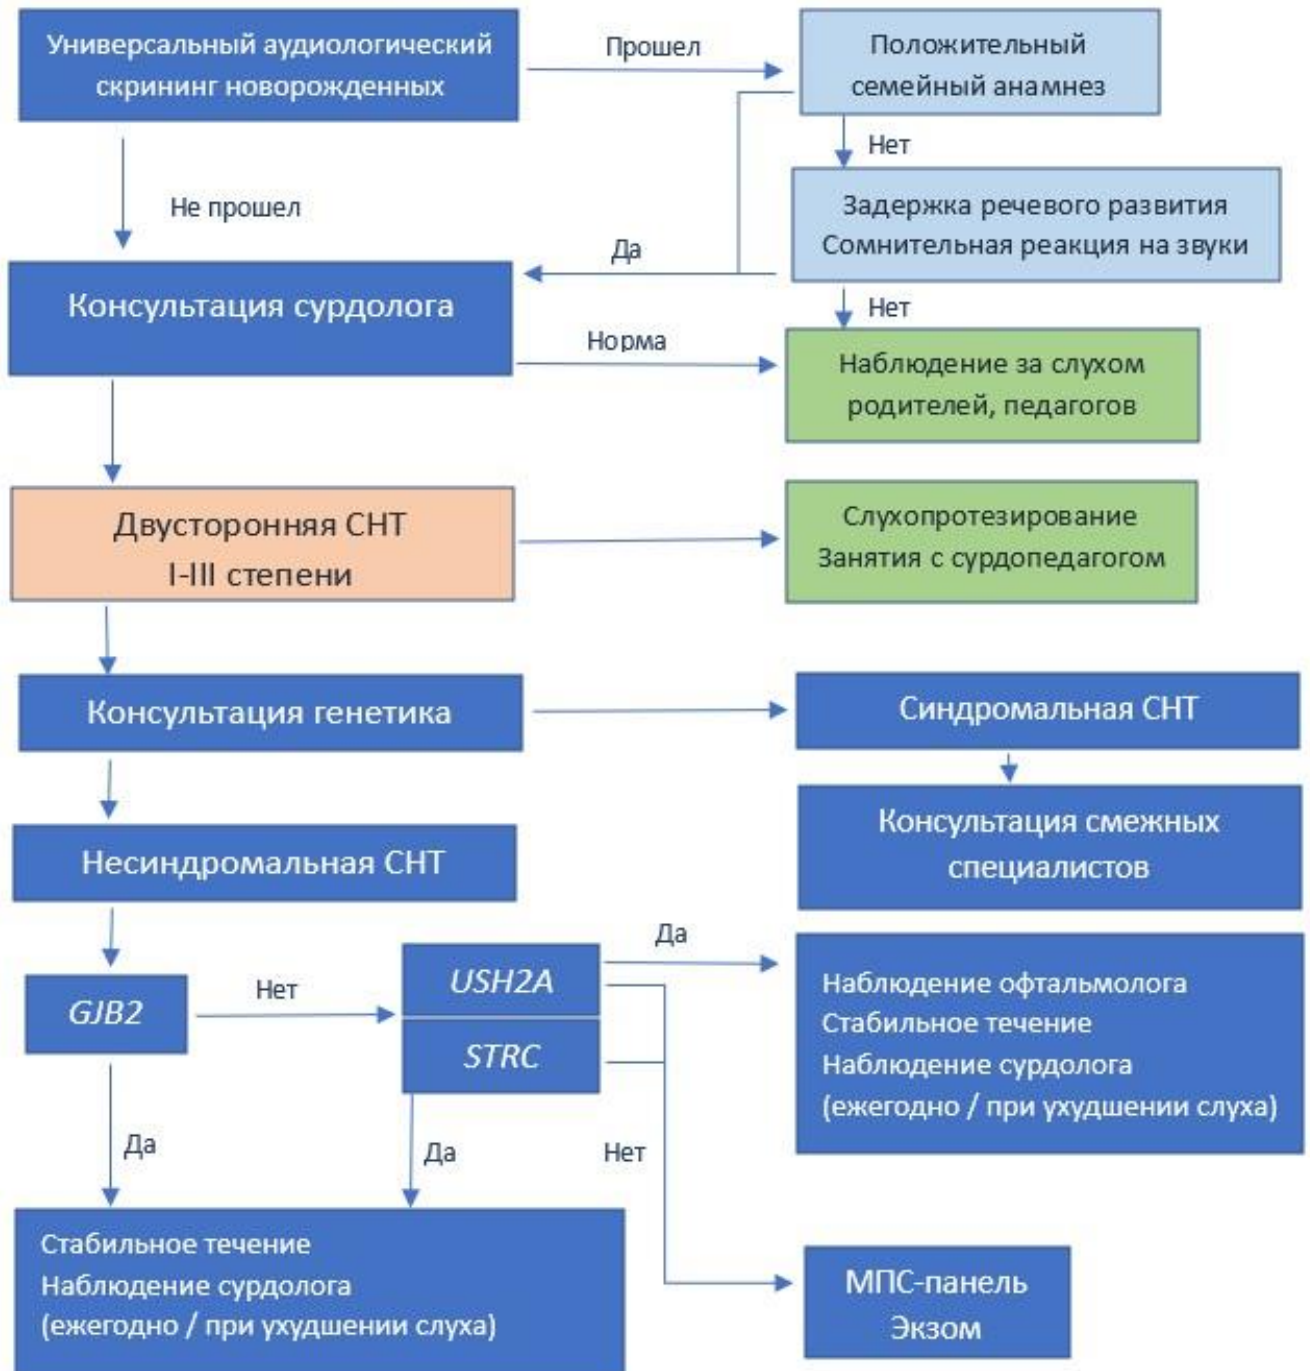 Универсальный аудиологический
скрининг новорожденных
Прошел
Положительный
семейный анамнез
Нет
Не прошел
Задержка речевого развития
Сомнительная реакция на звуки
Да
Нет
Консультация сурдолога
Норма
Наблюдение за слухом
родителей, педагогов
Двусторонняя СНТ
I-III степени
Слухопротезирование
Занятия с сурдопедагогом
Консультация генетика
Синдромальная СНТ
Консультация смежных
специалистов
Несиндромальная СНТ
GJB2
Нет
USH2A
STRC
Да
Наблюдение офтальмолога
Стабильное течение
Наблюдение сурдолога
(ежегодно / при ухудшении слуха)
Да
Да
Нет
Стабильное течение
Наблюдение сурдолога
(ежегодно / при ухудшении слуха)
МПС-панель
Экзом